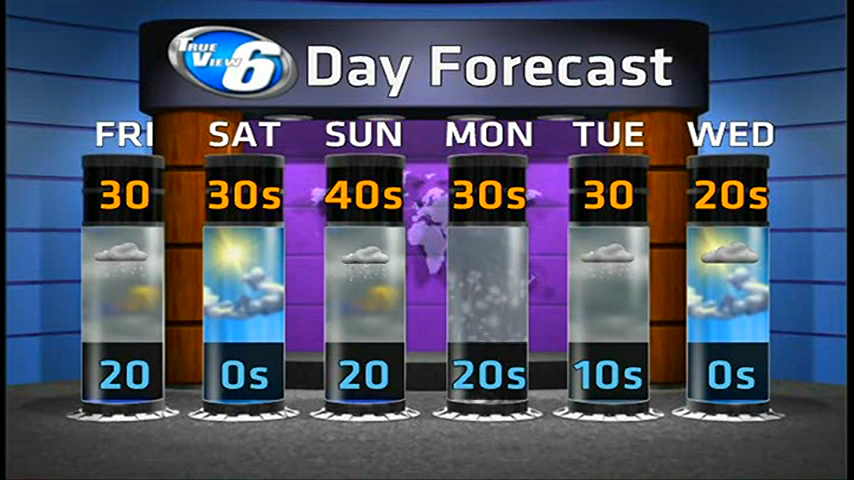 TRUE VIEW 6 Day Forecast
FRI SAT SUN MON TUE WED
30 30s 40s 30s 30 20s
20 0s 20 20s 10s 0s